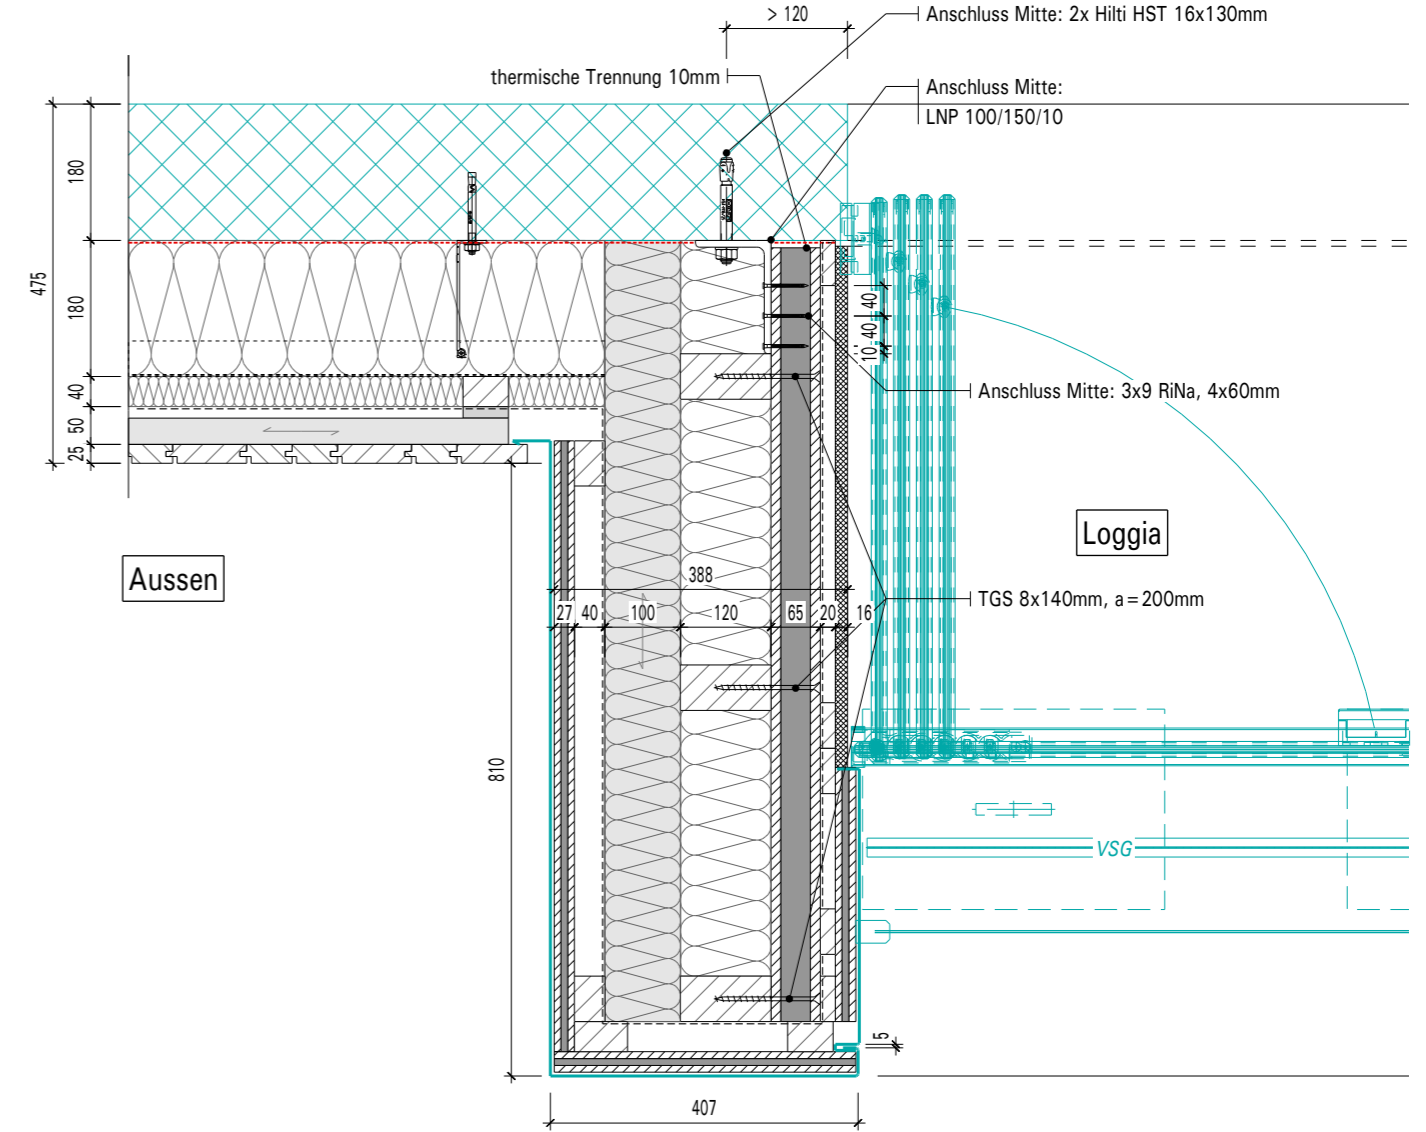 > 120
Anschluss Mitte: 2x Hilti HST 16x130mm
thermische Trennung 10mm
Anschluss Mitte:
LNP 100/150/10
180
475
180
40
50
25
40
40
10
Anschluss Mitte: 3x9 RiNa, 4x60mm
Loggia
Aussen
388
27 40 100 120 65 20 16
TGS 8x140mm, a=200mm
810
VSG
5
407